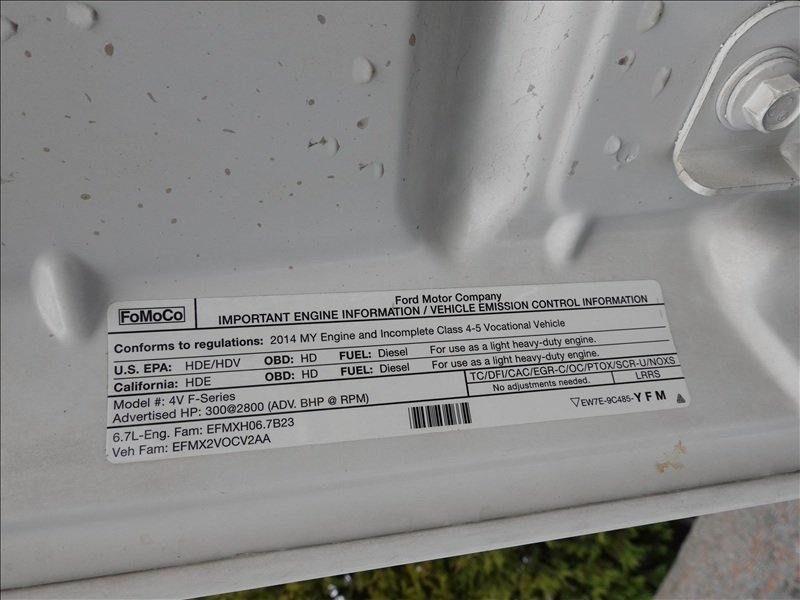 FoMoCo
Ford Motor Company
IMPORTANT ENGINE INFORMATION / VEHICLE EMISSION CONTROL INFORMATION
Conforms to regulations: 2014 MY Engine and Incomplete Class 4-5 Vocational Vehicle
U.S. EPA: HDE/HDV OBD: HD FUEL: Diesel For use as a light heavy-duty engine.
California: HDE OBD: HD FUEL: Diesel For use as a light heavy-duty engine.
Model #: 4V F-Series
TC/DFI/CAC/EGR-C/OC/PTOX/SCR-U/NOXS
Advertised HP: 300@2800 (ADV. BHP @ RPM)
No adjustments needed. LRRS
6.7L-Eng. Fam: EFMXH06.7B23
EW7E-9C485-YFM
Veh Fam: EFMX2VOCV2AA